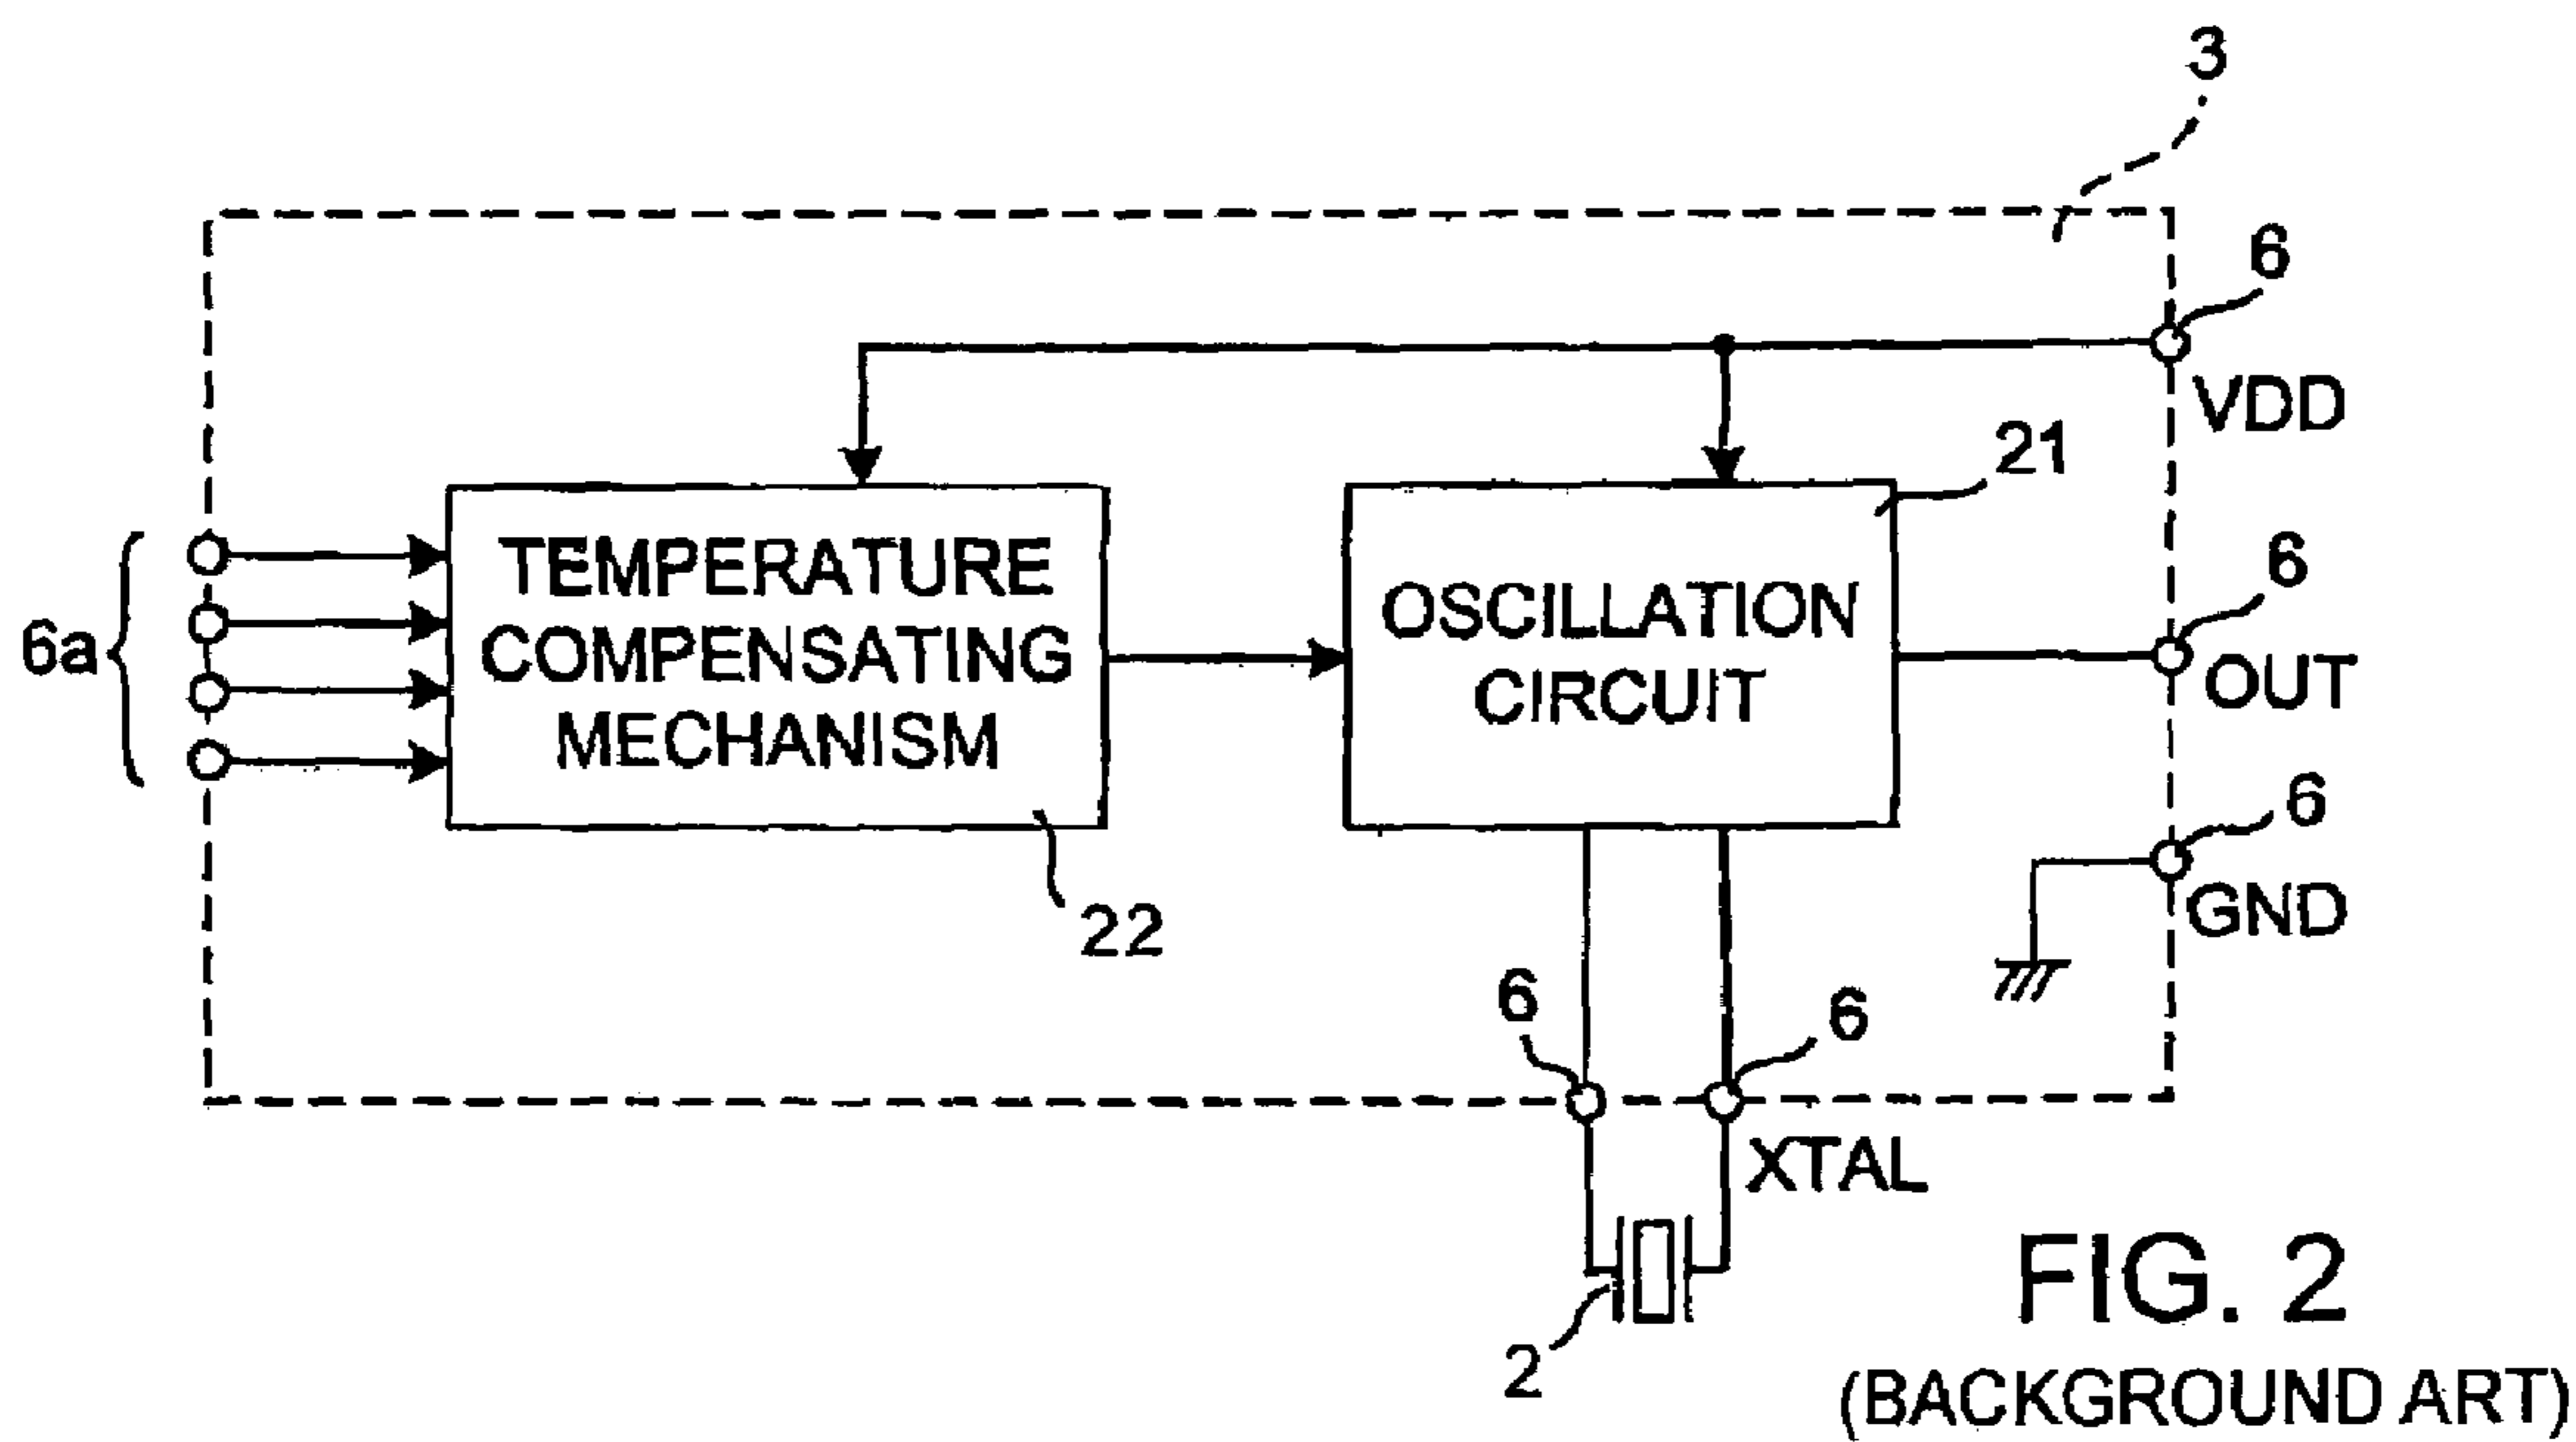 3
6
VDD
21
6
OUT
6a
TEMPERATURE
COMPENSATING
MECHANISM
OSCILLATION
CIRCUIT
6
GND
22
6
6
XTAL
2
FIG. 2
(BACKGROUND ART)